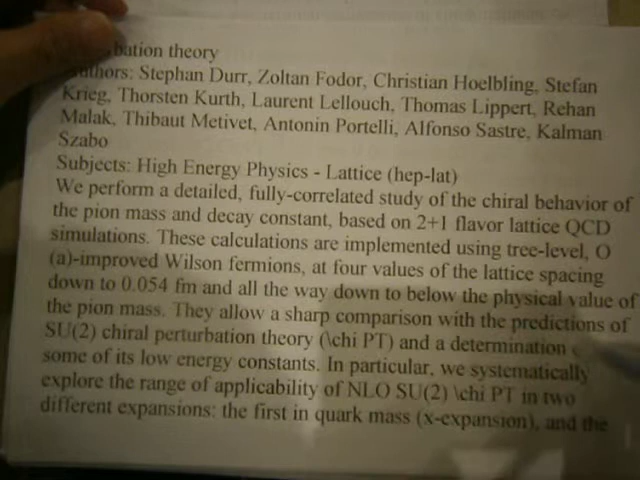 bation theory
Authors: Stephan Durr, Zoltan Fodor, Christian Hoelbling, Stefan
Krieg, Thorsten Kurth, Laurent Lellouch, Thomas Lippert, Rehan
Malak, Thibaut Metivet, Antonin Portelli, Alfonso Sastre, Kalman
Szabo
Subjects: High Energy Physics - Lattice (hep-lat)
We perform a detailed, fully-correlated study of the chiral behavior of
the pion mass and decay constant, based on 2+1 flavor lattice QCD
simulations. These calculations are implemented using tree-level, O
(a)-improved Wilson fermions, at four values of the lattice spacing
down to 0.054 fm and all the way down to below the physical value of
the pion mass. They allow a sharp comparison with the predictions of
SU(2) chiral perturbation theory (\chi PT) and a determination
some of its low energy constants. In particular, we systematically
explore the range of applicability of NLO SU(2) \chi PT in two
different expansions: the first in quark mass (x-expansion), and the